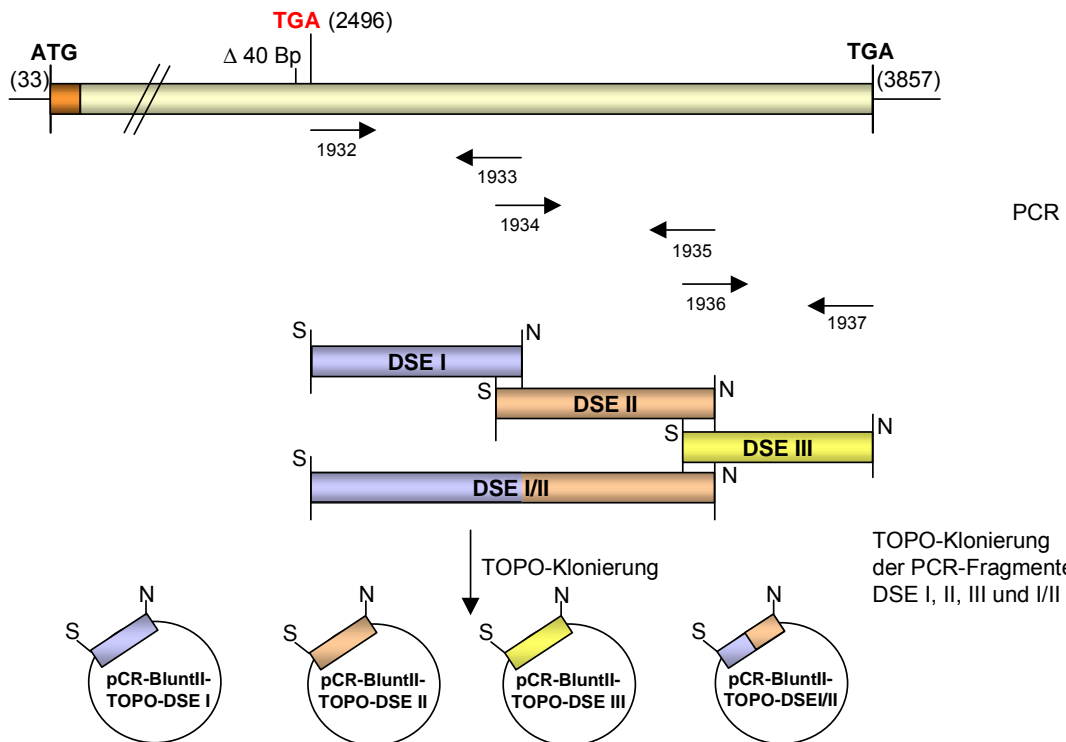 TGA (2496)
ATG
Δ 40 Bp
TGA
(33)
(3857)
1932
1933
1934
PCR
1935
1936
1937
S
N
DSE I
S
N
DSE II
S
N
DSE III
S
N
DSE I/II
TOPO-Klonierung
TOPO-Klonierung
der PCR-Fragmente
DSE I, II, III und I/II
N
S
pCR-BluntII-
TOPO-DSE I
N
S
pCR-BluntII-
TOPO-DSE II
N
S
pCR-BluntII-
TOPO-DSE III
N
S
pCR-BluntII-
TOPO-DSEI/II